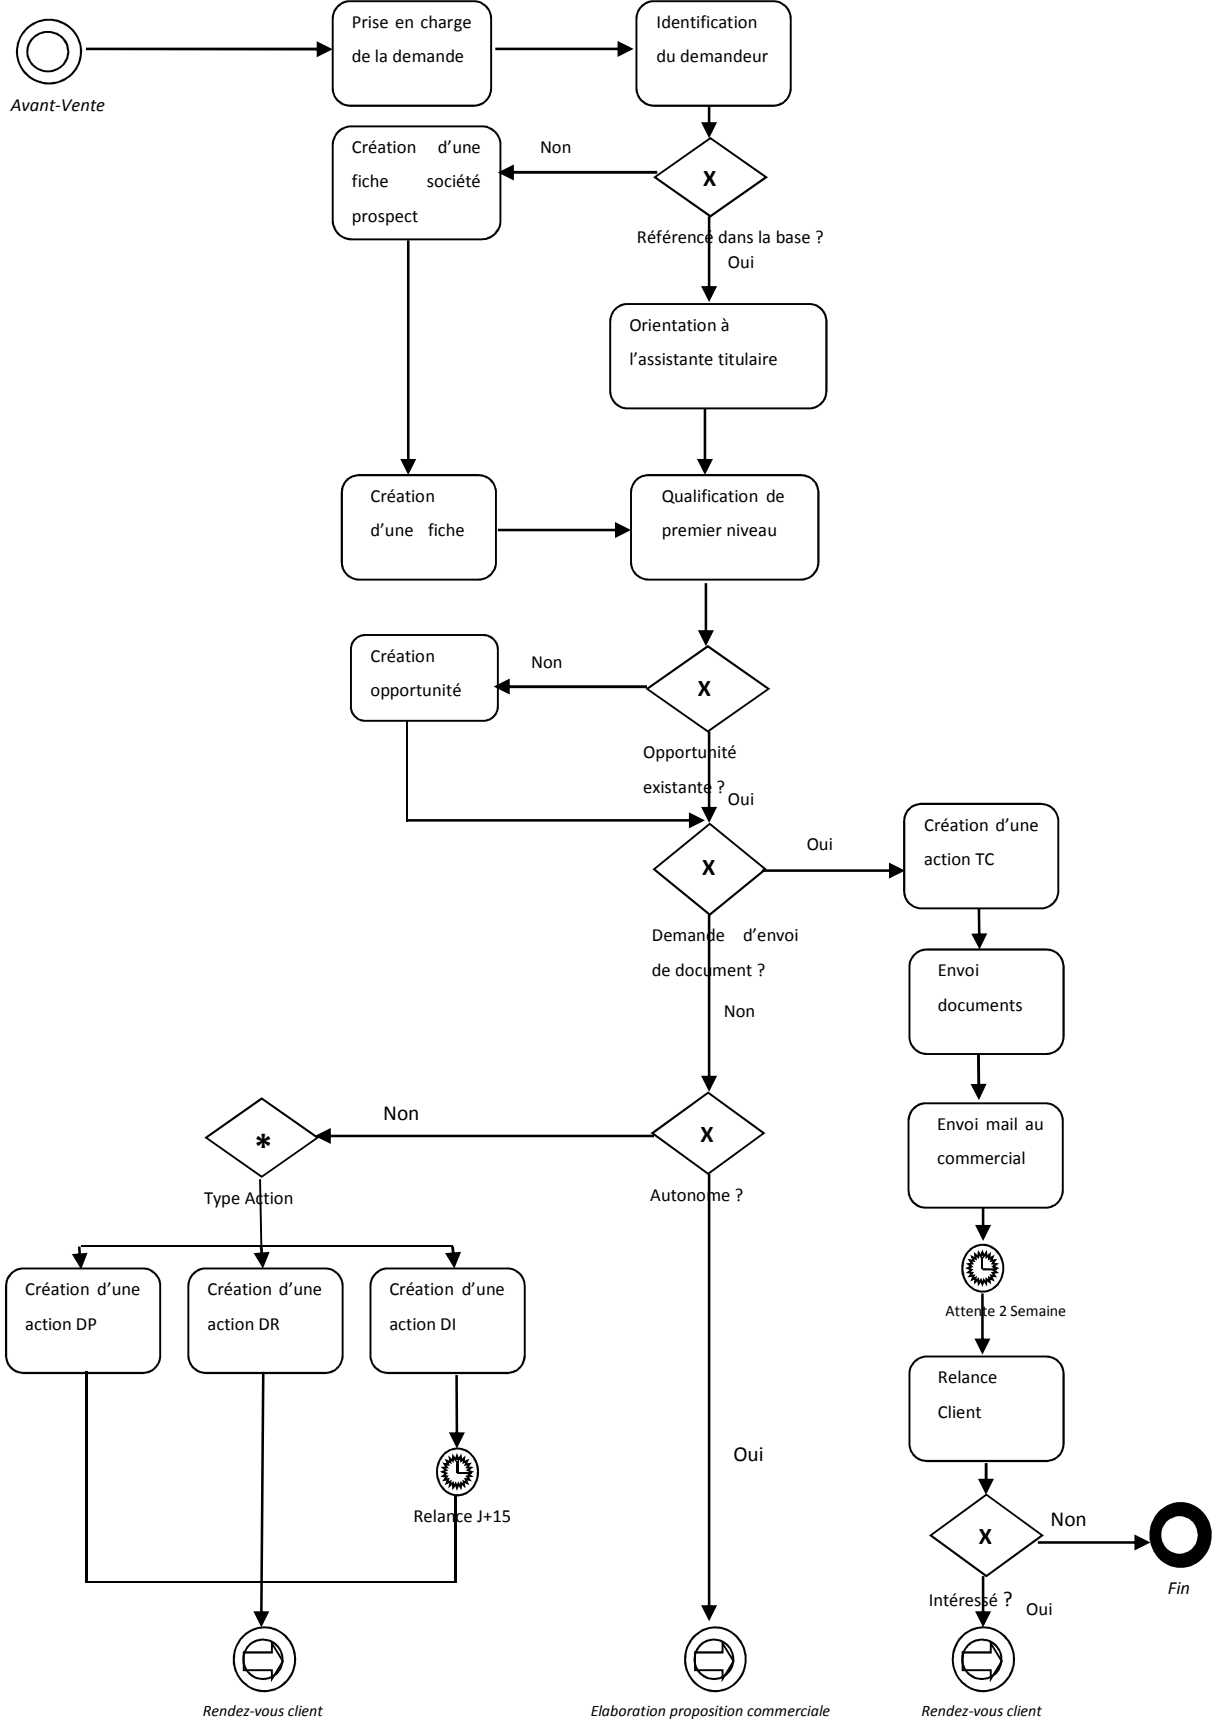 Prise en charge
de la demande
Identification
du demandeur
Avant-Vente
Création d'une
fiche société
prospect
Non
X
Référencé dans la base ?
Oui
Orientation à
l'assistante titulaire
Création
d'une fiche
Qualification de
premier niveau
Création
opportunité
Non
X
Opportunité
existante ?
Oui
Création d'une
action TC
Oui
X
Demande d'envoi
de document ?
Non
Envoi
documents
Envoi mail au
commercial
Non
*
X
Type Action
Autonome ?
Création d'une
action DP
Création d'une
action DR
Création d'une
action DI
Attente 2 Semaine
Relance
Client
Oui
Relance J+15
X
Non
Intéressé ?
Oui
Fin
Rendez-vous client
Elaboration proposition commerciale
Rendez-vous client